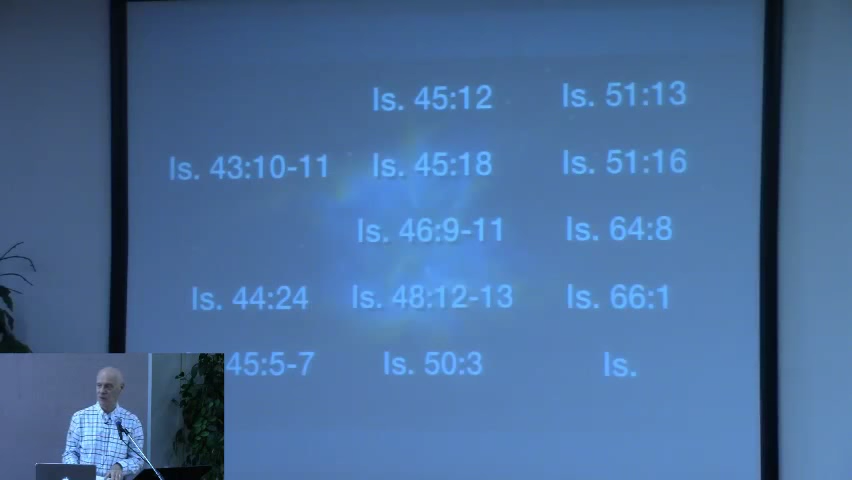 Is. 45:12 Is. 51:13
Is. 43:10-11 Is. 45:18 Is. 51:16
Is. 46:9-11 Is. 64:8
Is. 44:24 Is. 48:12-13 Is. 66:1
45:5-7 Is. 50:3 Is.